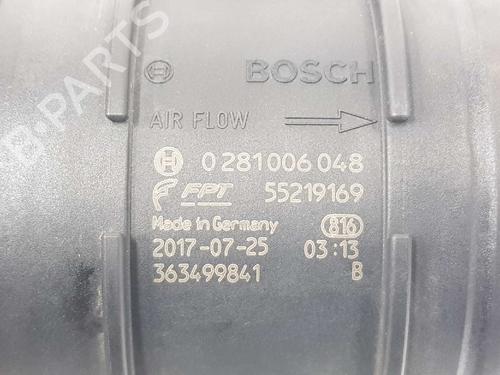 BOSCH
AIR FLOW
0 281 006 048
FPT 55219169
Made in Germany 816
2017-07-25 03:13
363499841 B
B-PARTS